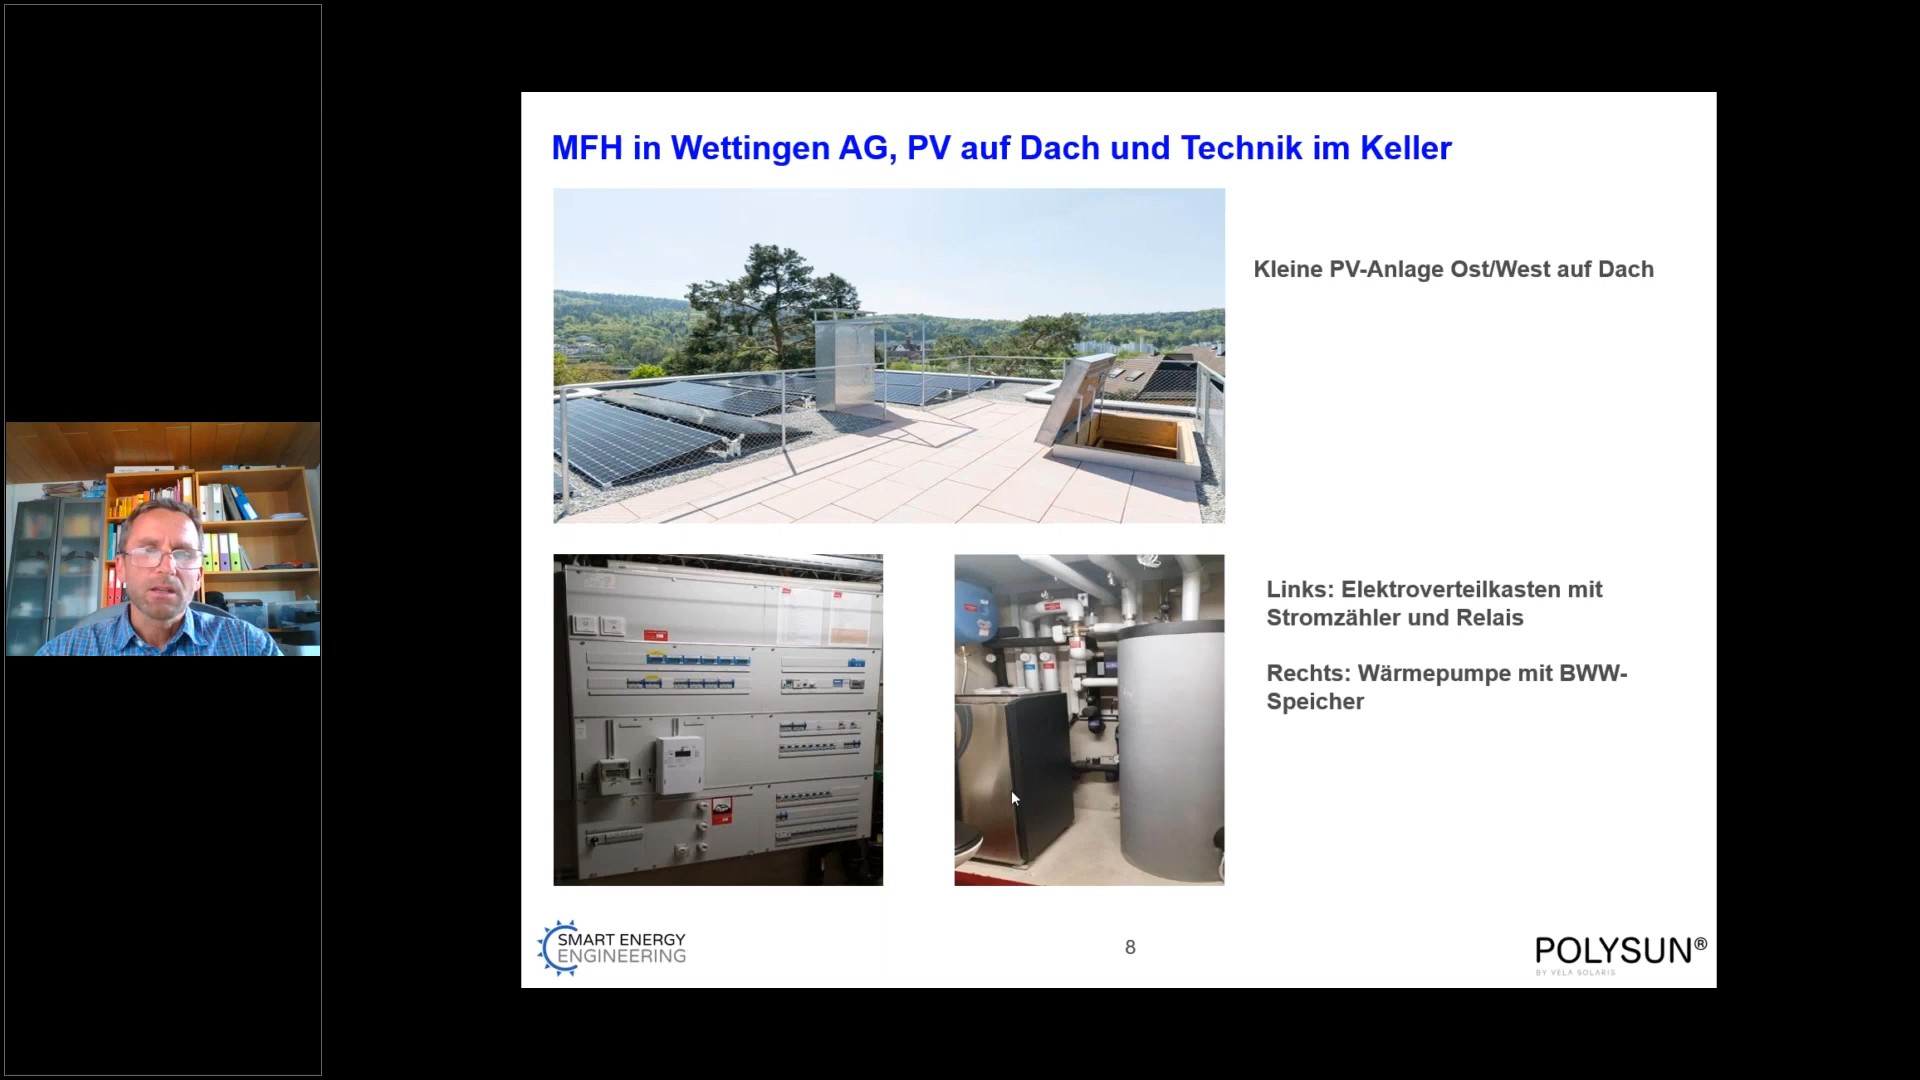 MFH in Wettingen AG, PV auf Dach und Technik im Keller
Kleine PV-Anlage Ost/West auf Dach
Links: Elektroverteilkasten mit
Stromzähler und Relais
Rechts: Wärmepumpe mit BWW-
Speicher
SMART ENERGY
ENGINEERING
8
POLYSUN®
BY VELA SOLARIS